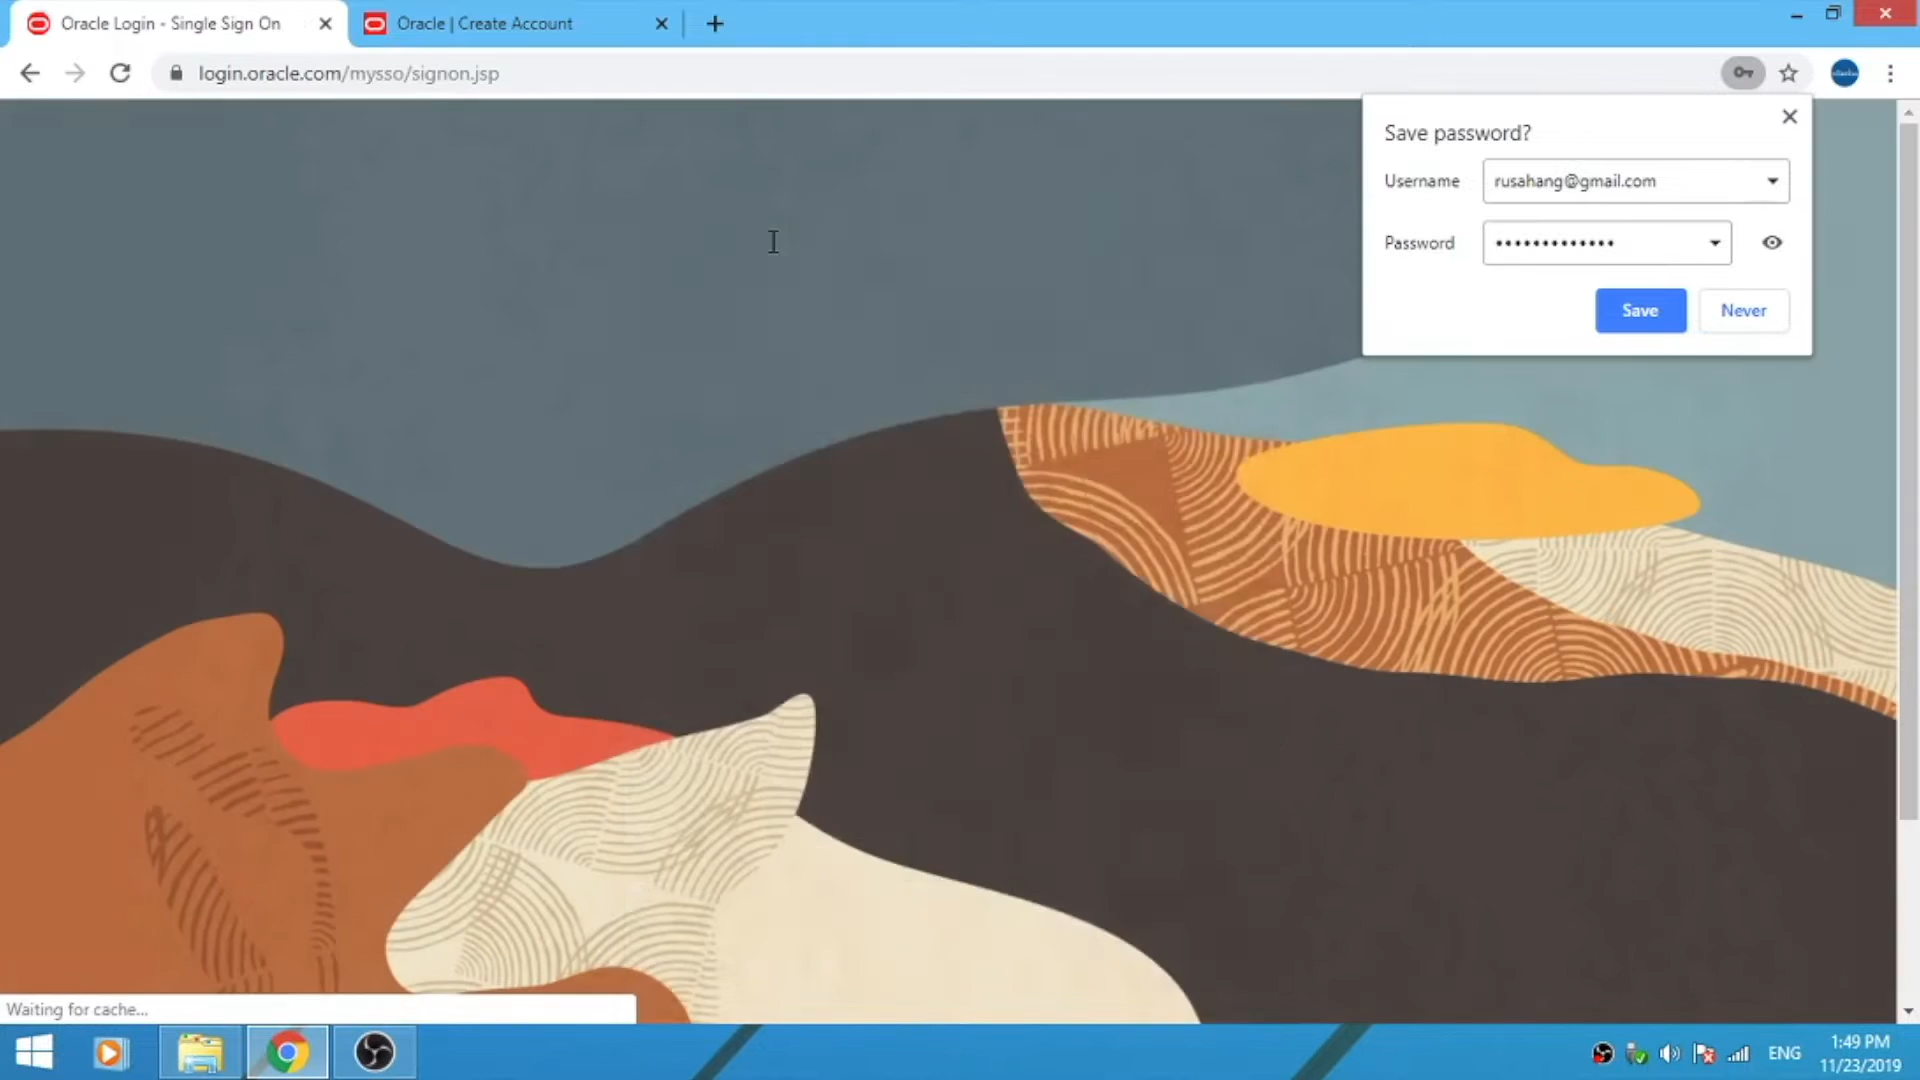 Oracle Login - Single Sign On
Oracle | Create Account
login.oracle.com/mysso/signon.jsp
Save password?
Username
rusahang@gmail.com
Password
•••••••••••••
Save
Never
Waiting for cache...
ENG
1:49 PM
11/23/2019